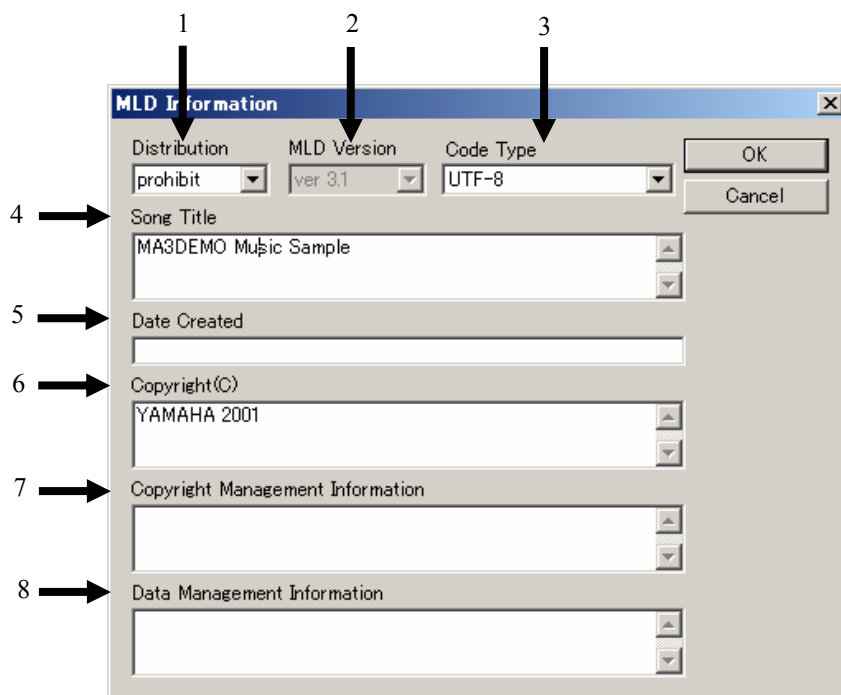 1 2 3
MLD Information
Distribution MLD Version Code Type
prohibit ver 3.1 UTF-8 OK
Cancel
4 Song Title
MA3DEMO Music Sample
5 Date Created
6 Copyright(C)
YAMAHA 2001
7 Copyright Management Information
8 Data Management Information